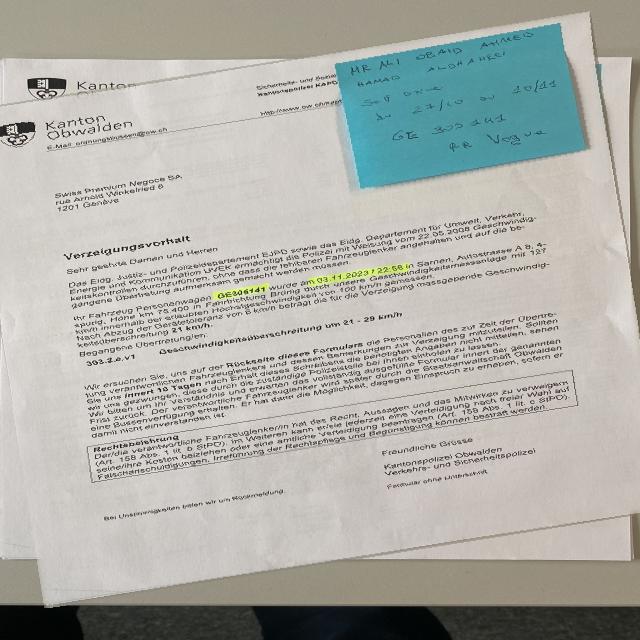 Kanton
Kanton
Obwalden
E-Mail: ordnungsbussen@ow.ch
Sicherheits- und Sozial
Kantonspolizei KAPO
http://www.ow.ch
MR ALI OBAID AHMED
HAMAD ALDHAHERI
27/10 au 10/11
GE 305 141
RR Vogue
Swiss Premium Negoce SA
rue Arnold Winkelried 6
1201 Genève
Verzeigungsvorhalt
Sehr geehrte Damen und Herren
Das Eidg. Justiz- und Polizeidepartement EJPD sowie das Eidg. Departement für Umwelt, Verkehr,
Energie und Kommunikation UVEK ermächtigt die Polizei mit Weisung vom 22.05.2008 Geschwindig-
keitskontrollen durchzuführen, ohne dass die fehlbaren Fahrzeuglenker angehalten und auf die be-
gangene Übertretung aufmerksam gemacht werden müssen.
Ihr Fahrzeug Personenwagen GE305141 wurde am 03.11.2023 / 22:58 in Sarnen, Autostrasse A 8, 4-
spurig, Höhe km 75.400 in Fahrtrichtung Brünig durch unsere Geschwindigkeitsmessanlage mit 127
km/h innerhalb der erlaubten Höchstgeschwindigkeit von 100 km/h gemessen.
Nach Abzug der Gerätetoleranz von 6 km/h beträgt die für die Verzeigung massgebende Geschwindig-
keitsüberschreitung 21 km/h.
Begangene Übertretung/en:
303.2.e.V1 Geschwindigkeitsüberschreitung um 21 - 29 km/h
Wir ersuchen Sie, uns auf der Rückseite dieses Formulars die Personalien des zur Zeit der Übertre-
tung verantwortlichen Fahrzeuglenkers und dessen Bemerkungen zur Verzeigung mitzuteilen. Sollten
Sie uns innert 10 Tagen nach Erhalt dieses Schreibens die benötigten Angaben nicht mitteilen, sehen
wir uns gezwungen, diese durch die zuständige Polizeistelle bei Ihnen einholen zu lassen.
Wir bitten um Ihr Verständnis und erwarten das vollständig ausgefüllte Formular innert der genannten
Frist zurück. Der verantwortliche Fahrzeuglenker wird später durch die Staatsanwaltschaft Obwalden
eine Bussenverfügung erhalten. Er hat dann die Möglichkeit, dagegen Einspruch zu erheben, sofern er
damit nicht einverstanden ist.
Rechtsbelehrung
Der/die verantwortliche Fahrzeuglenker/in hat das Recht, Aussagen und das Mitwirken zu verweigern
(Art. 158 Abs. 1 lit. b StPO). Im Weiteren kann er/sie jederzeit eine Verteidigung nach freier Wahl auf
seine/ihre Kosten beiziehen oder eine amtliche Verteidigung beantragen (Art. 158 Abs. 1 lit. c StPO).
Falschanschuldigungen, Irreführung der Rechtspflege und Begünstigung können bestraft werden.
Freundliche Grüsse
Kantonspolizei Obwalden
Verkehrs- und Sicherheitspolizei
Formular ohne Unterschrift
Bei Unstimmigkeiten bitten wir um Rückmeldung.